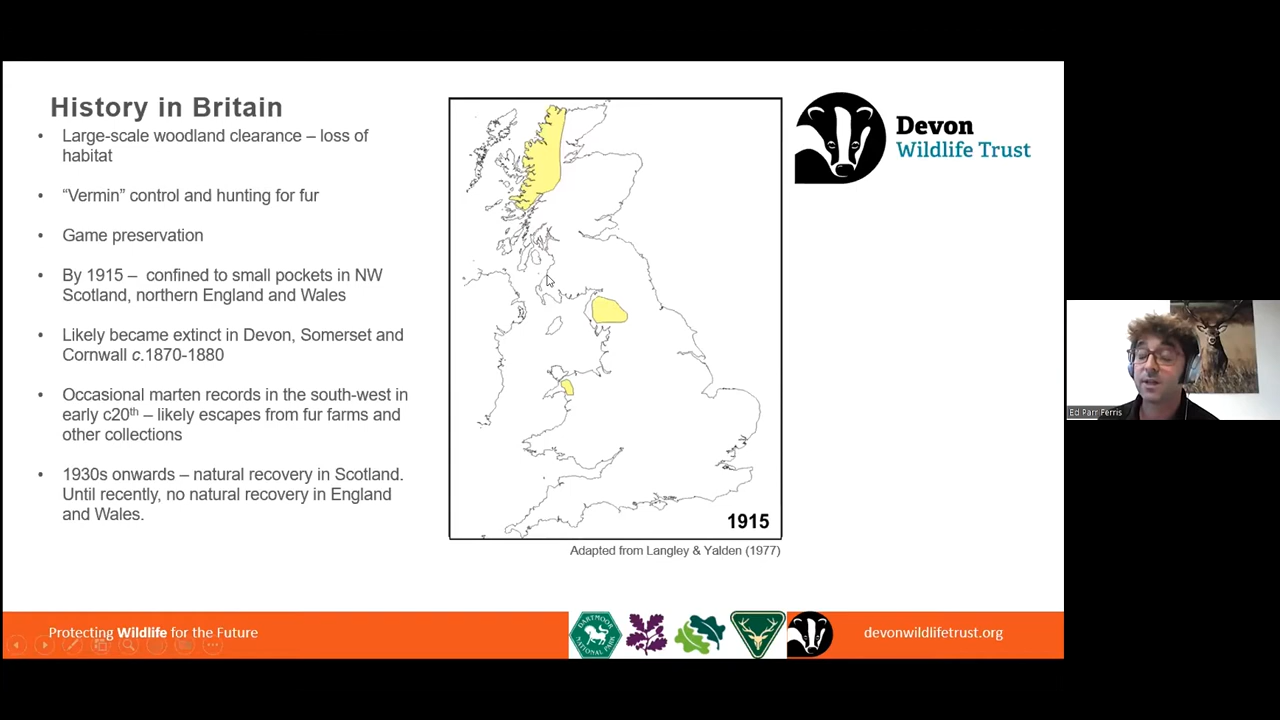 History in Britain
• Large-scale woodland clearance – loss of
habitat
• “Vermin” control and hunting for fur
• Game preservation
• By 1915 – confined to small pockets in NW
Scotland, northern England and Wales
• Likely became extinct in Devon, Somerset and
Cornwall c.1870-1880
• Occasional marten records in the south-west in
early c20th – likely escapes from fur farms and
other collections
• 1930s onwards – natural recovery in Scotland.
Until recently, no natural recovery in England
and Wales.
1915
Adapted from Langley & Yalden (1977)
Devon
Wildlife Trust
Ed Parr Ferris
Protecting Wildlife for the Future
DARTMOOR
NATIONAL PARK
devonwildlifetrust.org